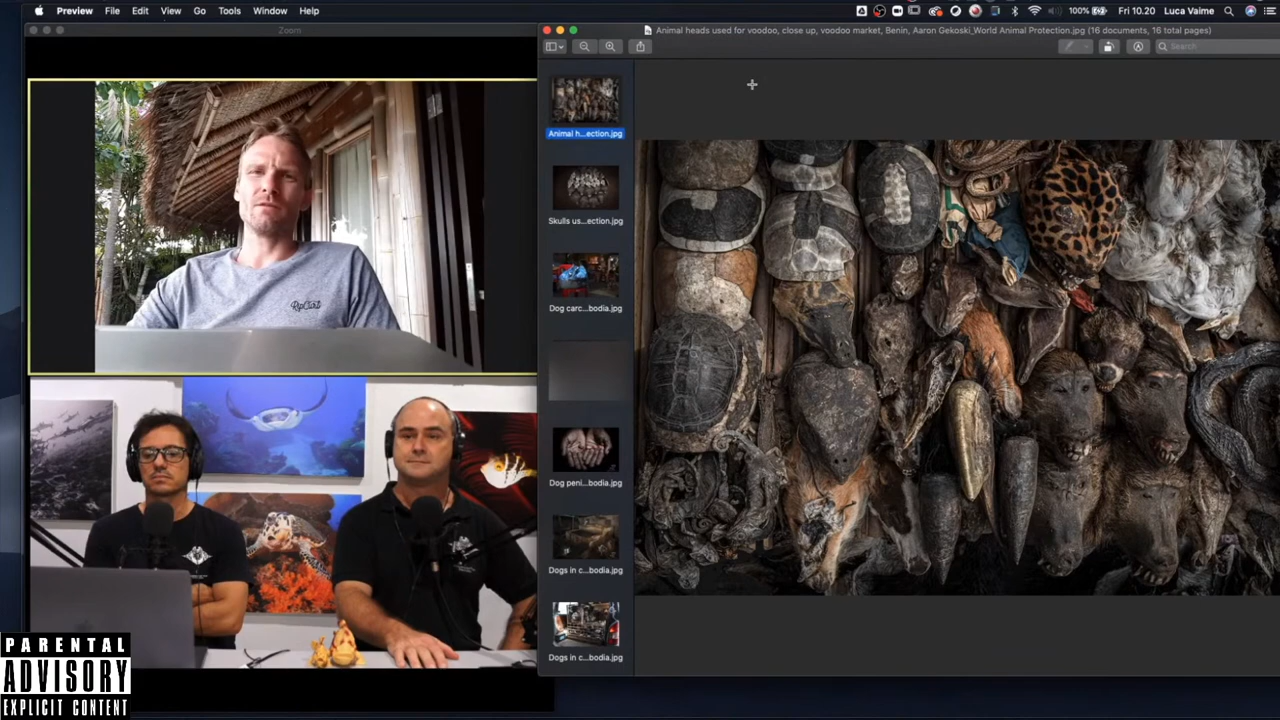 Preview File Edit View Go Tools Window Help
100% Fri 10.20 Luca Vaime
Zoom
Animal heads used for voodoo, close up, voodoo market, Benin, Aaron Gekoski_World Animal Protection.jpg (16 documents, 16 total pages)
Search
Animal h...ection.jpg
Skulls us...ection.jpg
Dog carc...bodia.jpg
Dog peni...bodia.jpg
Dogs in c...bodia.jpg
Dogs in c...bodia.jpg
Rip Curl
PARENTAL
ADVISORY
EXPLICIT CONTENT